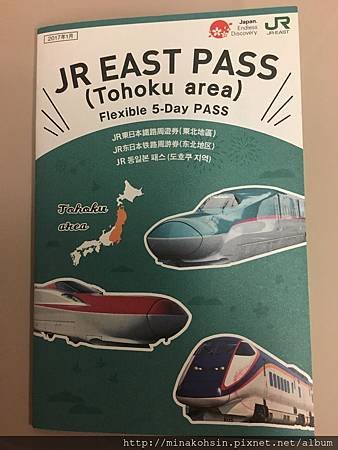 2017年1月
Japan.
Endless
Discovery.
JR
JR-EAST
JR EAST PASS
(Tohoku area)
Flexible 5-Day PASS
JR東日本鐵路周遊券(東北地區)
JR东日本铁路周游券(东北地区)
JR 동일본 패스 (도호쿠 지역)
Tohoku
area
http://minakohsin.pixnet.net/album